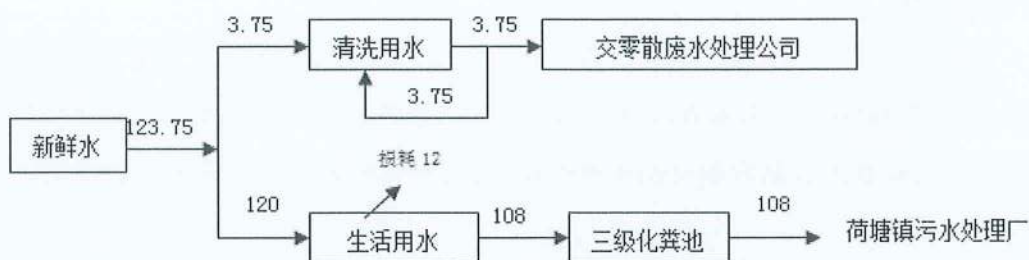 3.75
清洗用水
3.75
交零散废水处理公司
3.75
新鲜水
123.75
损耗 12
120
生活用水
108
三级化粪池
108
荷塘镇污水处理厂